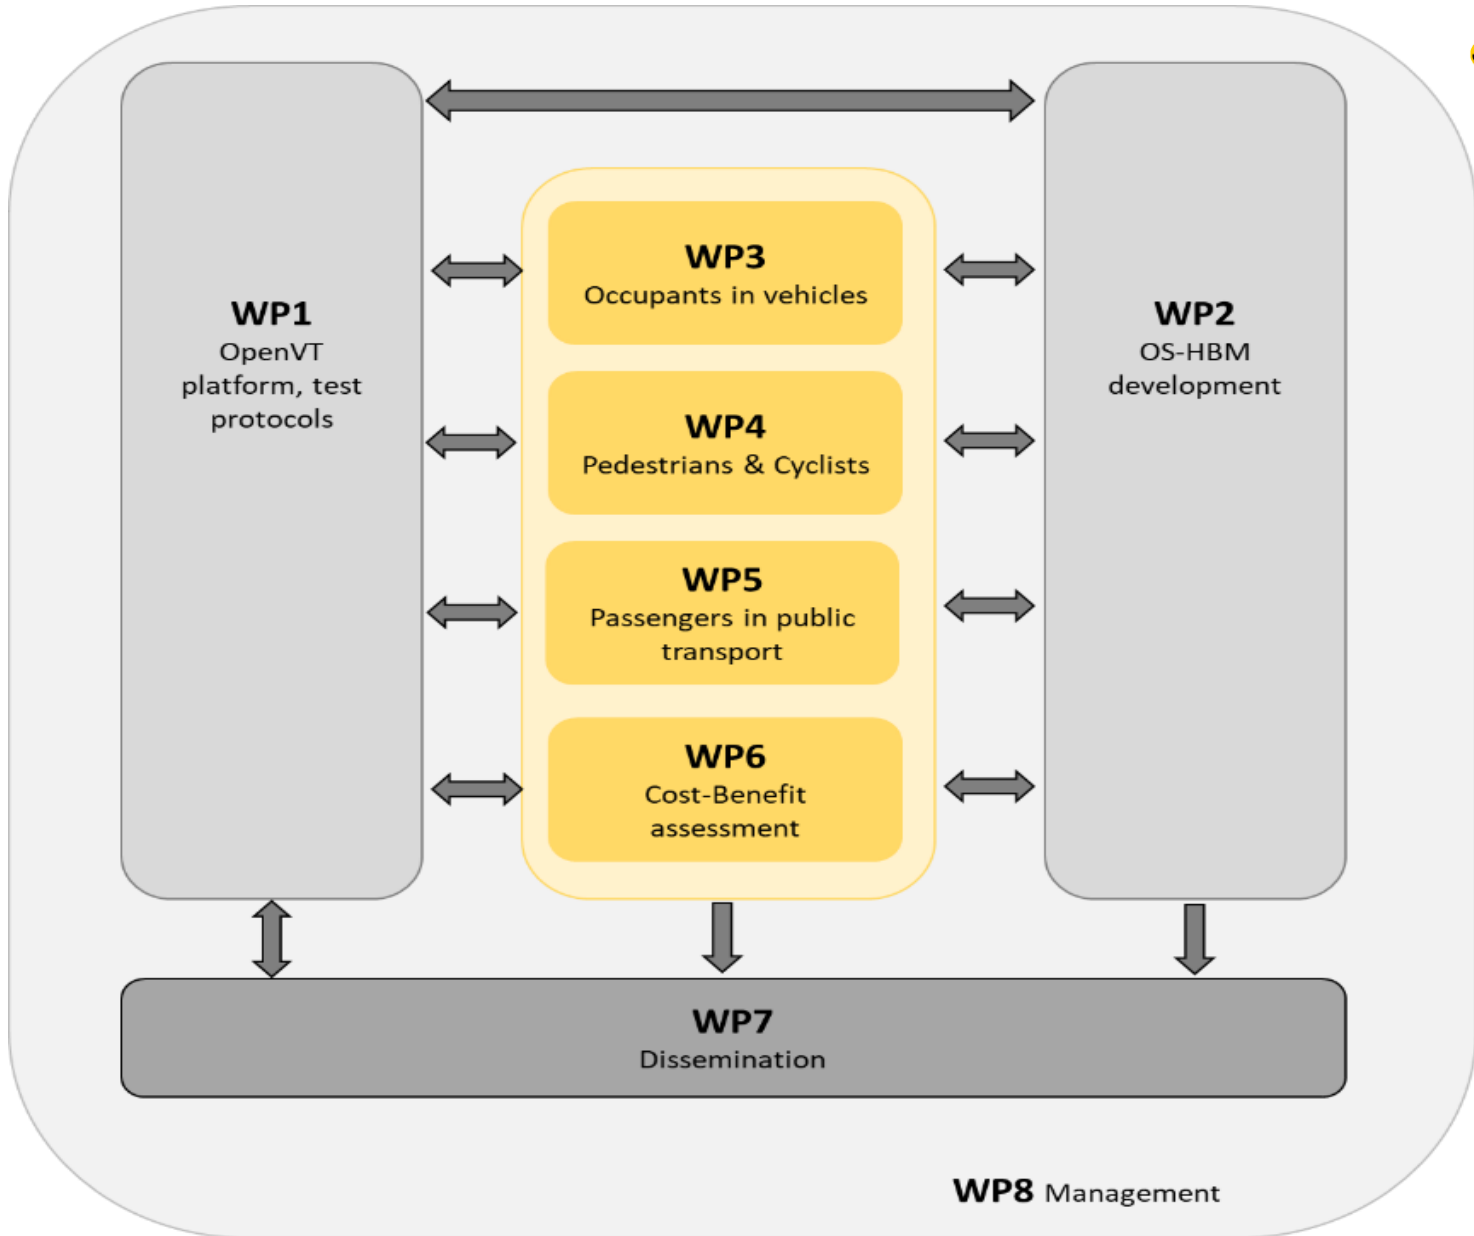 WP1
OpenVT
platform, test
protocols
WP3
Occupants in vehicles
WP4
Pedestrians & Cyclists
WP5
Passengers in public
transport
WP6
Cost-Benefit
assessment
WP2
OS-HBM
development
WP7
Dissemination
WP8 Management